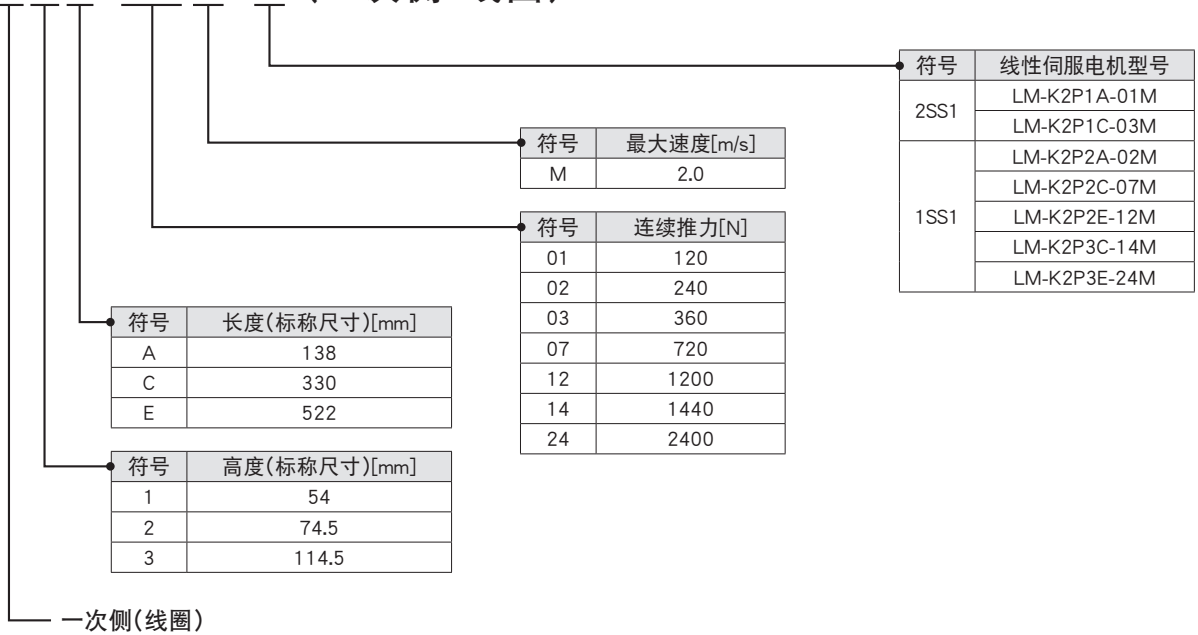 符号 线性伺服电机型号
2SS1 LM-K2P1A-01M
LM-K2P1C-03M
1SS1 LM-K2P2A-02M
LM-K2P2C-07M
LM-K2P2E-12M
LM-K2P3C-14M
LM-K2P3E-24M
符号 最大速度[m/s]
M 2.0
符号 连续推力[N]
01 120
02 240
03 360
07 720
12 1200
14 1440
24 2400
符号 长度(标称尺寸)[mm]
A 138
C 330
E 522
符号 高度(标称尺寸)[mm]
1 54
2 74.5
3 114.5
一次侧(线圈)